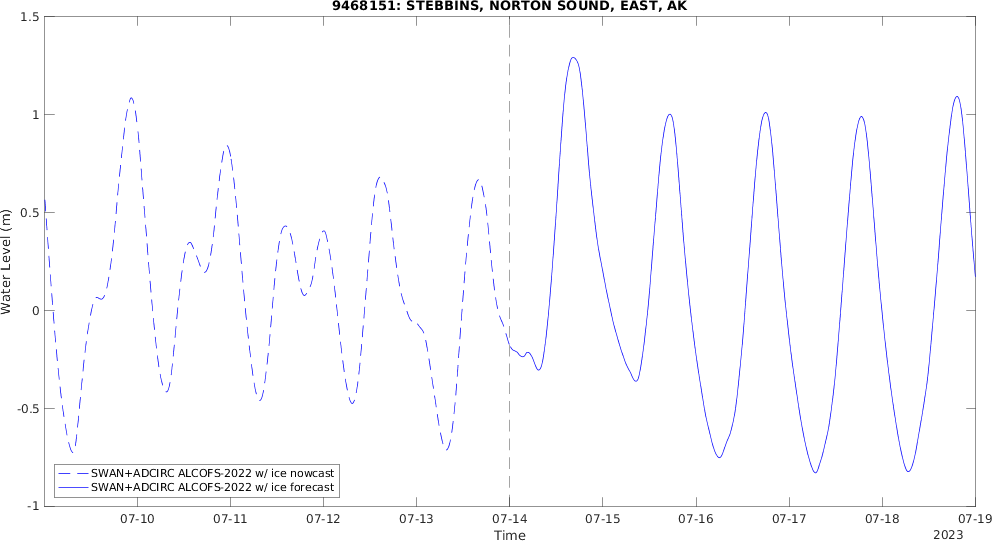 9468151: STEBBINS, NORTON SOUND, EAST, AK
Water Level (m)
1.5
1
0.5
0
-0.5
-1
SWAN+ADCIRC ALCOFS-2022 w/ ice nowcast
SWAN+ADCIRC ALCOFS-2022 w/ ice forecast
07-10 07-11 07-12 07-13 07-14 07-15 07-16 07-17 07-18 07-19
Time
2023